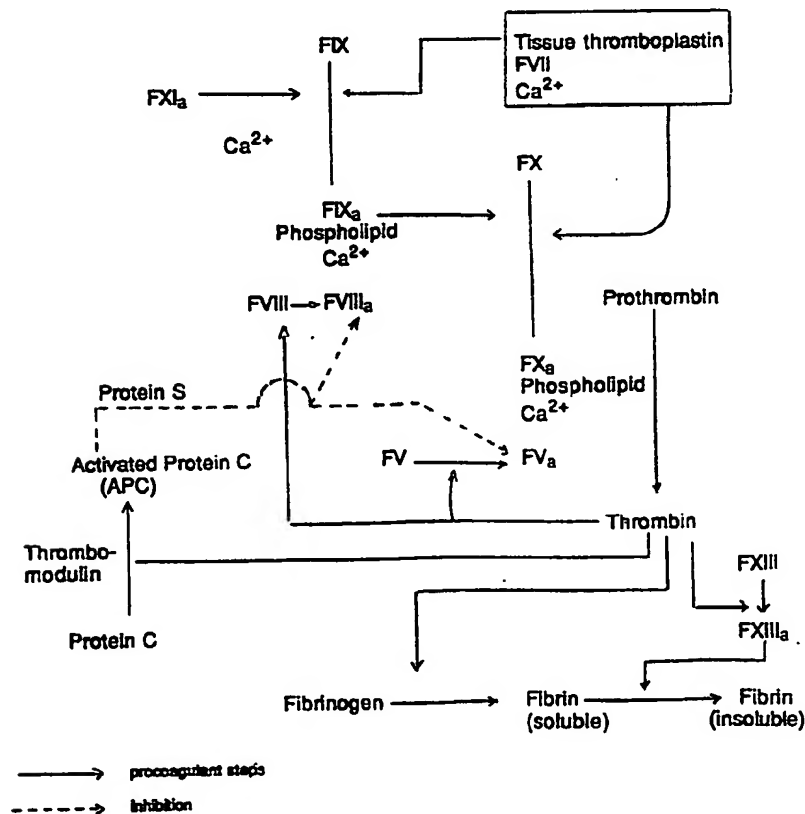 FIX
Tissue thromboplastin
FVII
Ca2+
FXIa
Ca2+
FX
FIXa
Phospholipid
Ca2+
FVIII
FVIIIa
Prothrombin
FXa
Phospholipid
Ca2+
Protein S
Activated Protein C
(APC)
FV
FVa
Thrombin
Thrombo-
modulin
FXIII
FXIIIa
Protein C
Fibrinogen
Fibrin
(soluble)
Fibrin
(insoluble)
procoagulant steps
Inhibition